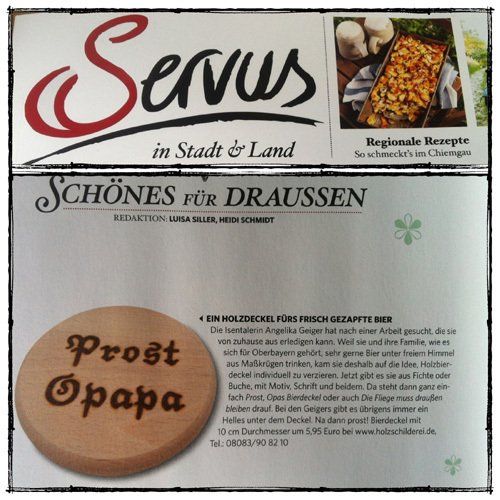 Servus
in Stadt & Land
Regionale Rezepte
So schmeckt's im Chiemgau
SCHÖNES FÜR DRAUSSEN
REDAKTION: LUISA SILLER, HEIDI SCHMIDT
Prost
Opapa
EIN HOLZDECKEL FÜRS FRISCH GEZAPFTE BIER
Die Isentalerin Angelika Geiger hat nach einer Arbeit gesucht, die sie
von zuhause aus erledigen kann. Weil sie und ihre Familie, wie es
sich für Oberbayern gehört, sehr gerne Bier unter freiem Himmel
aus Maßkrügen trinken, kam sie deshalb auf die Idee, Holzbier-
deckel individuell zu verzieren. Jetzt gibt es sie aus Fichte oder
Buche, mit Motiv, Schrift und beidem. Da steht dann ganz ein-
fach Prost, Opas Bierdeckel oder auch Die Fliege muss draußen
bleiben drauf. Bei den Geigers gibt es übrigens immer ein
Helles unter dem Deckel. Na dann prost! Bierdeckel mit
10 cm Durchmesser um 5,95 Euro bei www.holzschilderei.de,
Tel.: 08083/90 82 10